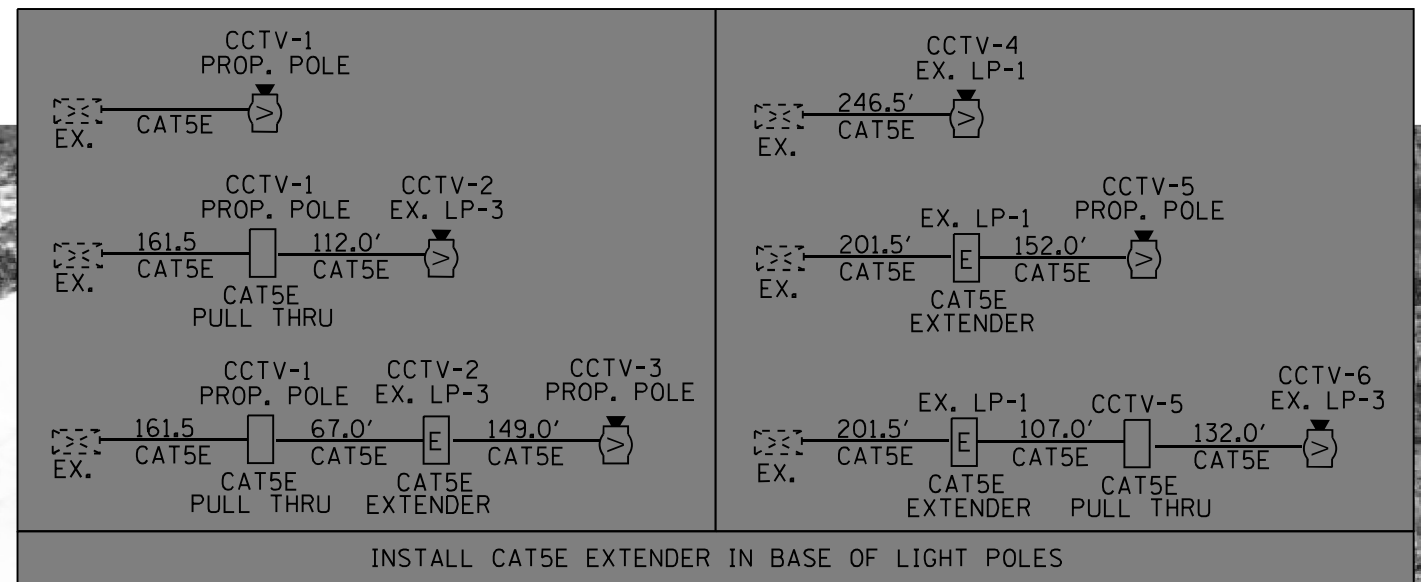 CCTV-1
PROP. POLE
EX.
CAT5E
CCTV-1
PROP. POLE
CCTV-2
EX. LP-3
EX.
161.5
CAT5E
112.0'
CAT5E
CAT5E
PULL THRU
CCTV-1
PROP. POLE
CCTV-2
EX. LP-3
CCTV-3
PROP. POLE
EX.
161.5
CAT5E
67.0'
CAT5E
149.0'
CAT5E
CAT5E
PULL THRU
CAT5E
EXTENDER
CCTV-4
EX. LP-1
EX.
246.5'
CAT5E
EX. LP-1
CCTV-5
PROP. POLE
EX.
201.5'
CAT5E
E
152.0'
CAT5E
CAT5E
EXTENDER
EX. LP-1
CCTV-5
CCTV-6
EX. LP-3
EX.
201.5'
CAT5E
E
107.0'
CAT5E
132.0'
CAT5E
CAT5E
EXTENDER
CAT5E
PULL THRU
E
INSTALL CAT5E EXTENDER IN BASE OF LIGHT POLES